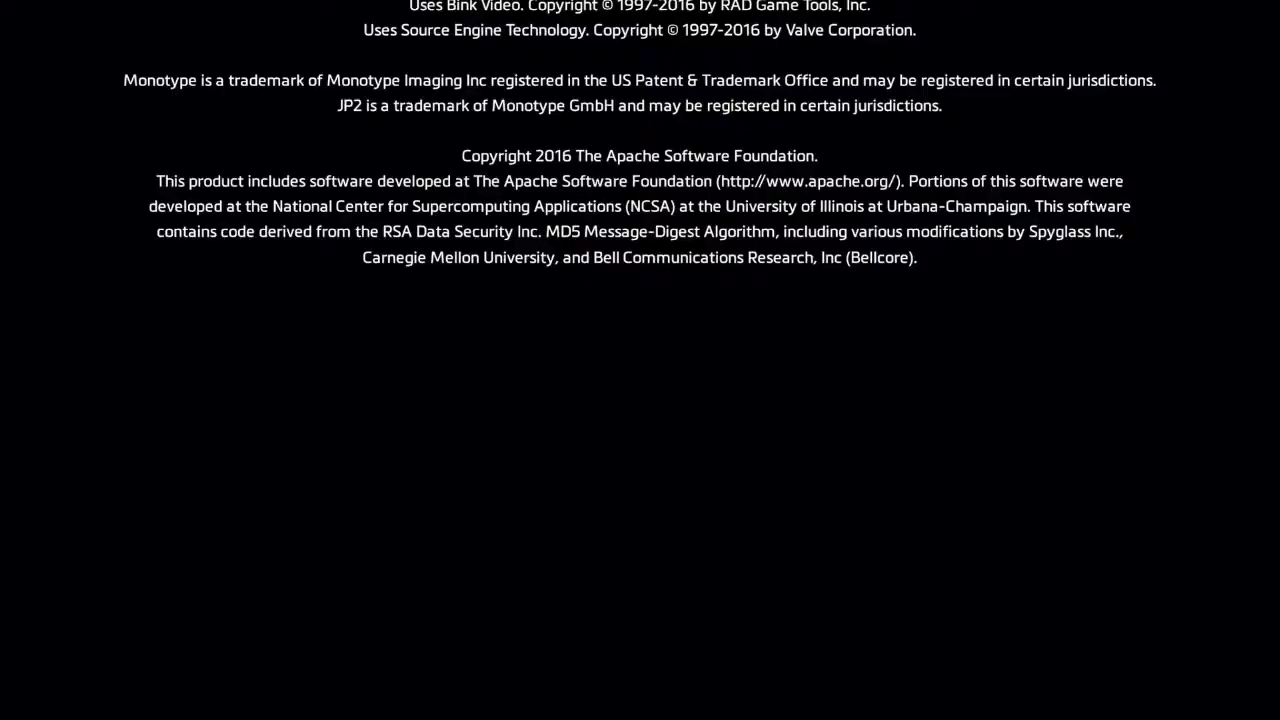 Uses Bink Video. Copyright © 1997-2016 by RAD Game Tools, Inc.
Uses Source Engine Technology. Copyright © 1997-2016 by Valve Corporation.
Monotype is a trademark of Monotype Imaging Inc registered in the US Patent & Trademark Office and may be registered in certain jurisdictions.
JP2 is a trademark of Monotype GmbH and may be registered in certain jurisdictions.
Copyright 2016 The Apache Software Foundation.
This product includes software developed at The Apache Software Foundation (http://www.apache.org/). Portions of this software were
developed at the National Center for Supercomputing Applications (NCSA) at the University of Illinois at Urbana-Champaign. This software
contains code derived from the RSA Data Security Inc. MD5 Message-Digest Algorithm, including various modifications by Spyglass Inc.,
Carnegie Mellon University, and Bell Communications Research, Inc (Bellcore).